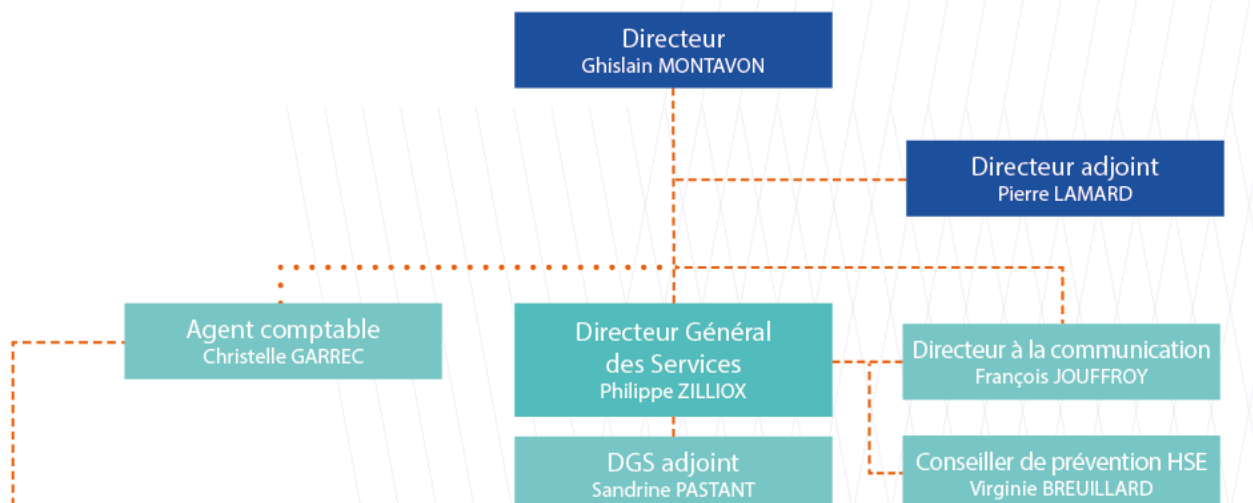 Directeur
Ghislain MONTAVON
Directeur adjoint
Pierre LAMARD
Agent comptable
Christelle GARREC
Directeur Général
des Services
Philippe ZILLIOX
Directeur à la communication
François JOUFFROY
DGS adjoint
Sandrine PASTANT
Conseiller de prévention HSE
Virginie BREUILLARD